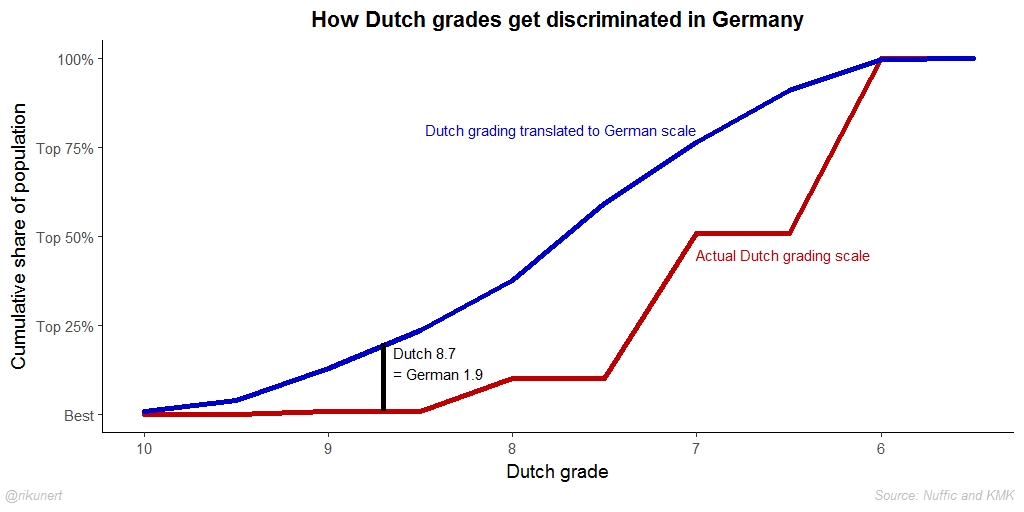 How Dutch grades get discriminated in Germany
Cumulative share of population
100%
Top 75%
Top 50%
Top 25%
Best
Dutch grading translated to German scale
Actual Dutch grading scale
Dutch 8.7
= German 1.9
10 9 8 7 6
Dutch grade
@rikunert
Source: Nuffic and KMK